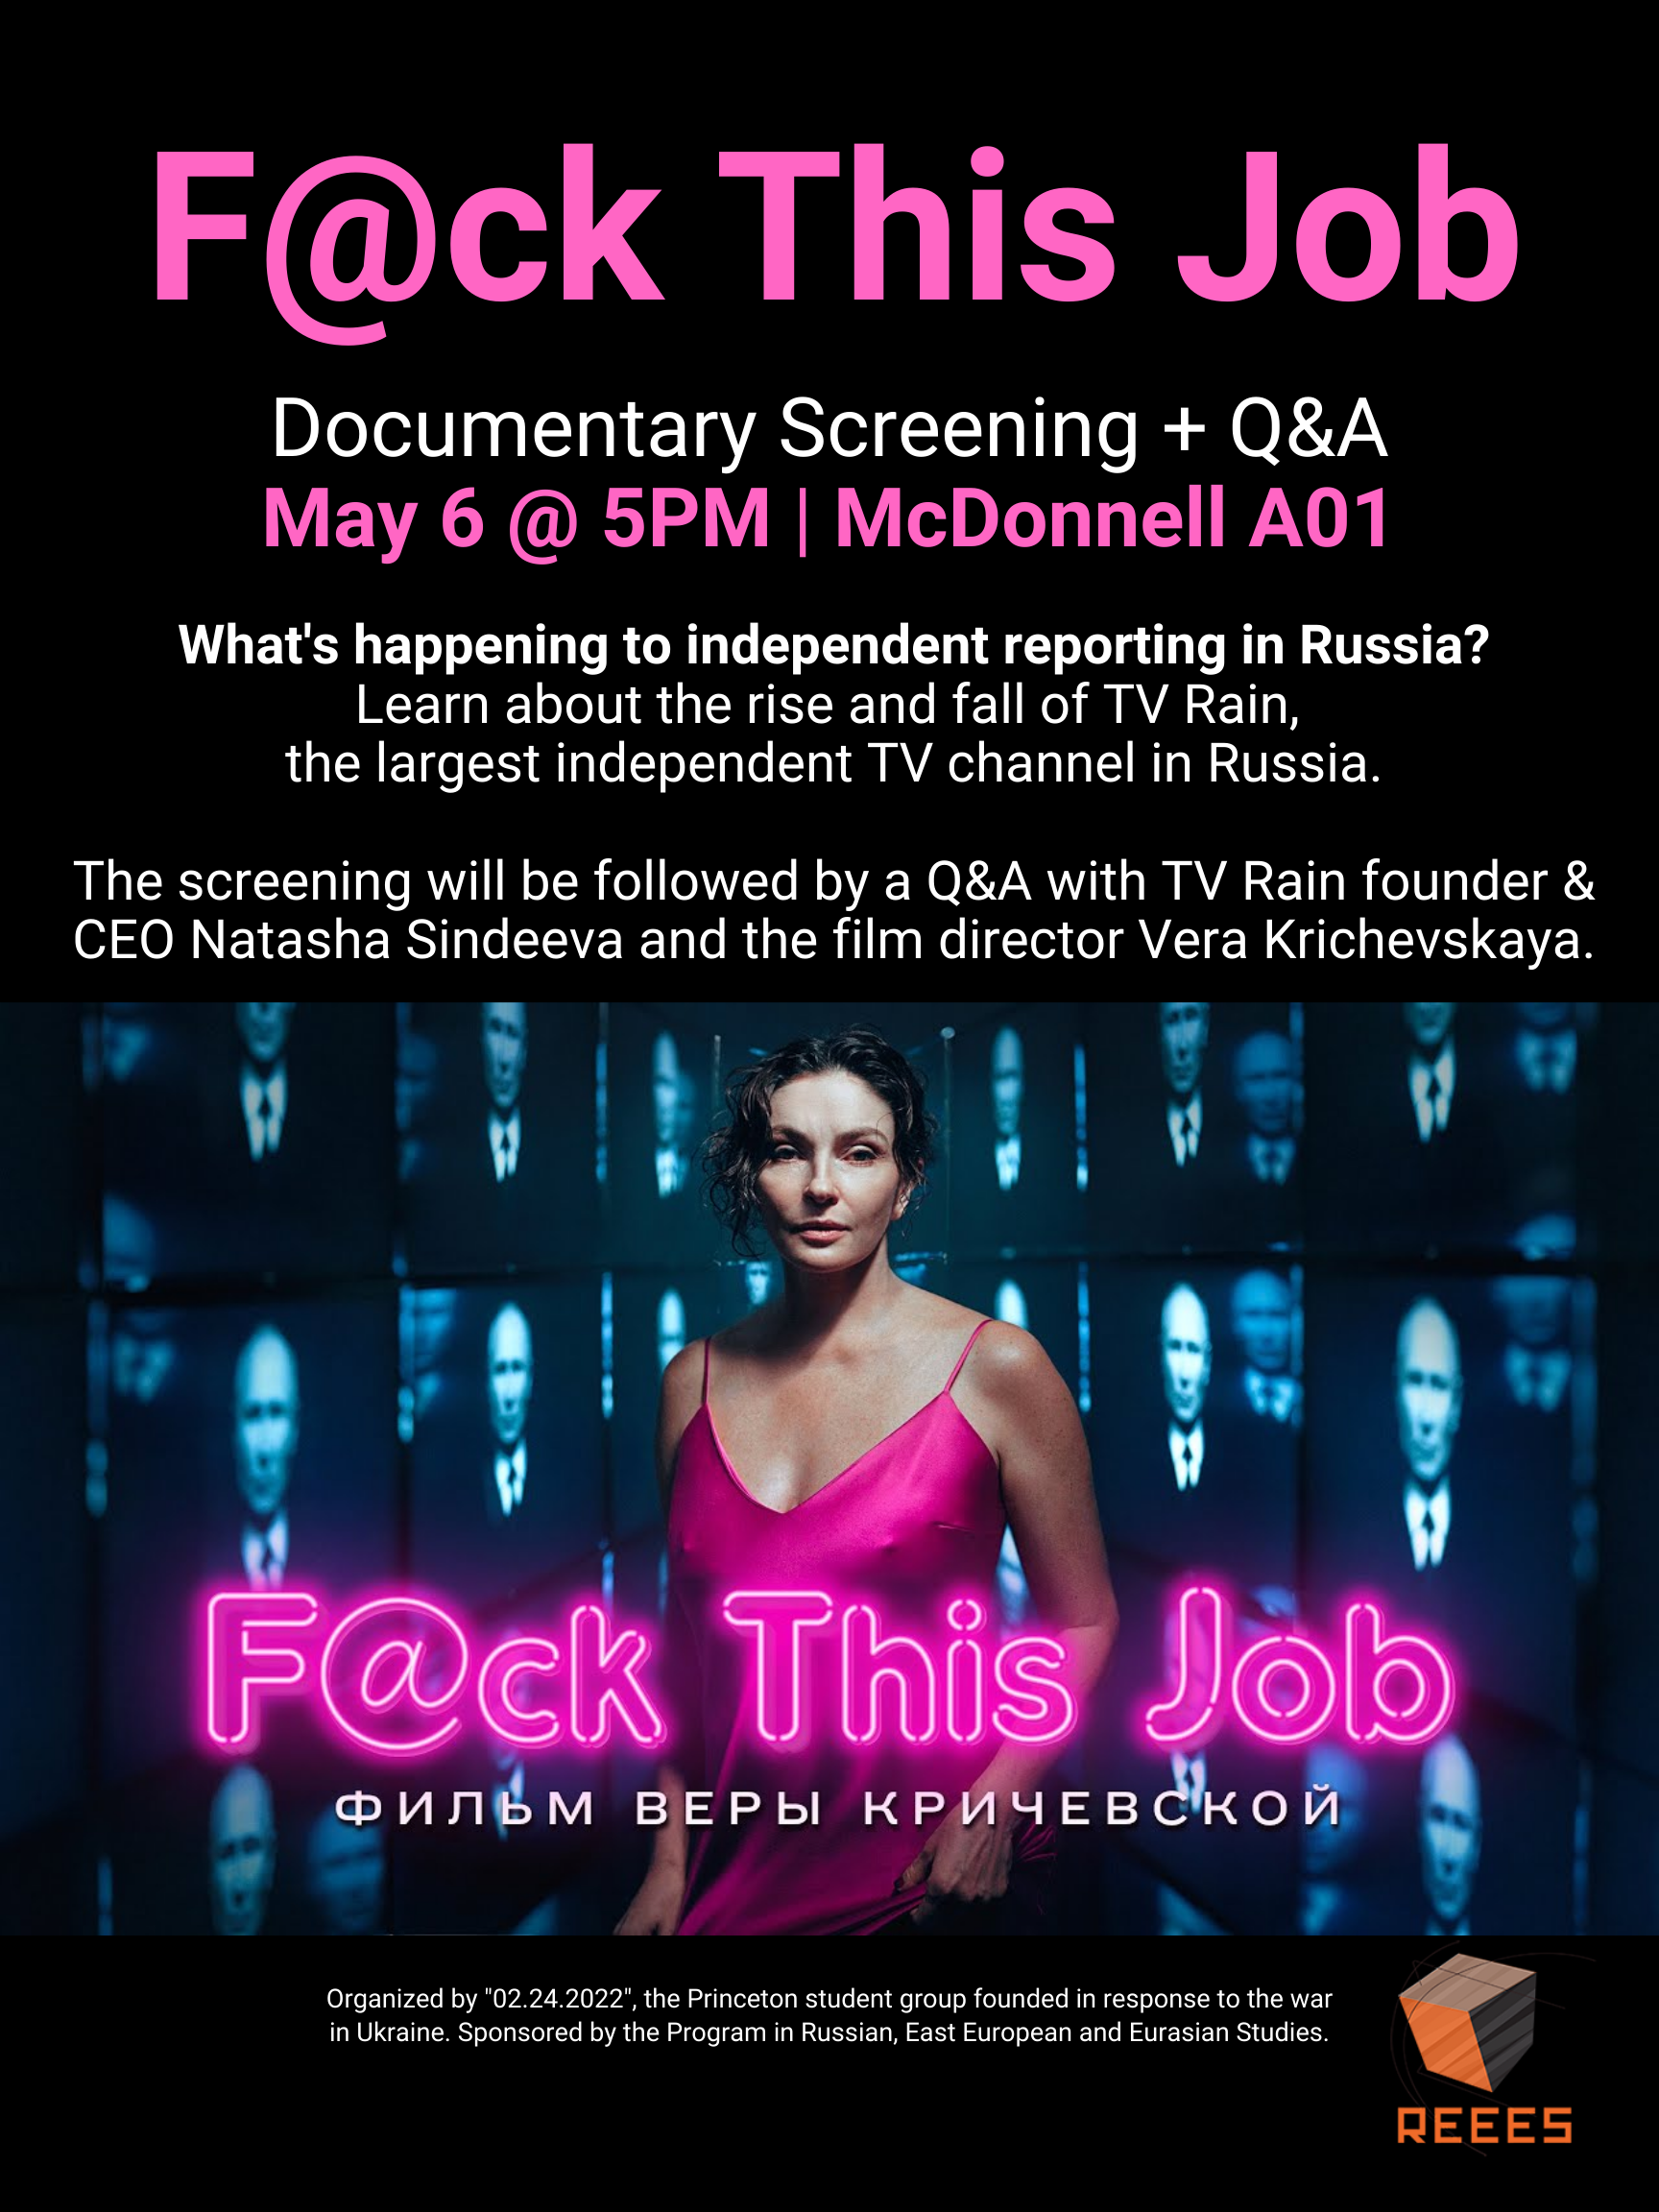 F@ck This Job
Documentary Screening + Q&A
May 6 @ 5PM | McDonnell A01
What's happening to independent reporting in Russia?
Learn about the rise and fall of TV Rain,
the largest independent TV channel in Russia.
The screening will be followed by a Q&A with TV Rain founder &
CEO Natasha Sindeeva and the film director Vera Krichevskaya.
F@ck This Job
ФИЛЬМ ВЕРЫ КРИЧЕВСКОЙ
Organized by "02.24.2022", the Princeton student group founded in response to the war
in Ukraine. Sponsored by the Program in Russian, East European and Eurasian Studies.
REEES